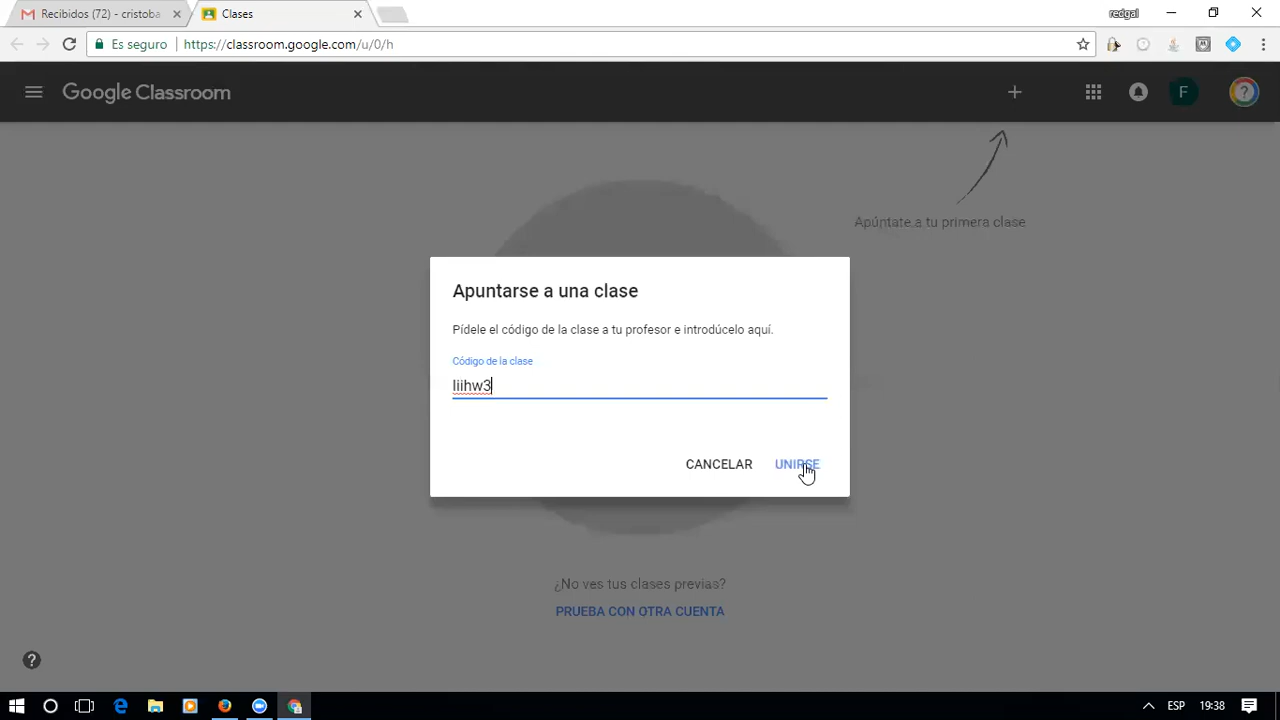 Recibidos (72) - cristoba
Clases
redgal
Es seguro
https://classroom.google.com/u/0/h
Google Classroom
F
Apúntate a tu primera clase
Apuntarse a una clase
Pídele el código de la clase a tu profesor e introdúcelo aquí.
Código de la clase
liihw3
CANCELAR UNIRSE
¿No ves tus clases previas?
PRUEBA CON OTRA CUENTA
ESP 19:38